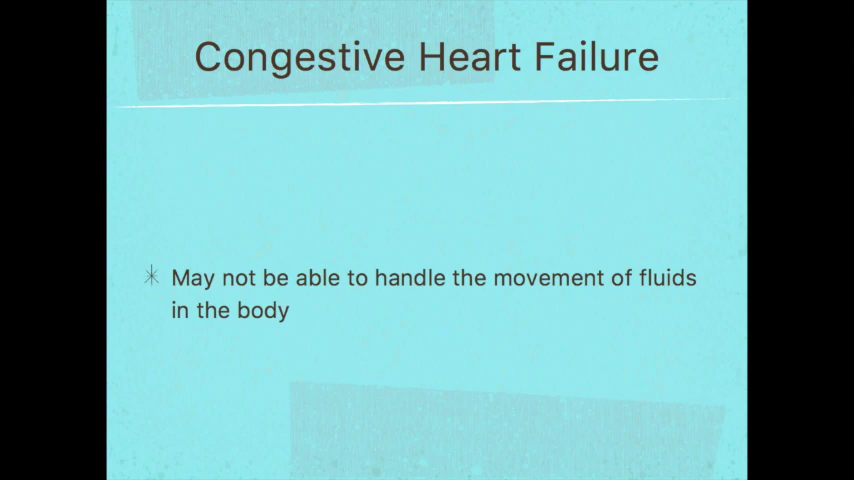 Congestive Heart Failure
May not be able to handle the movement of fluids
in the body